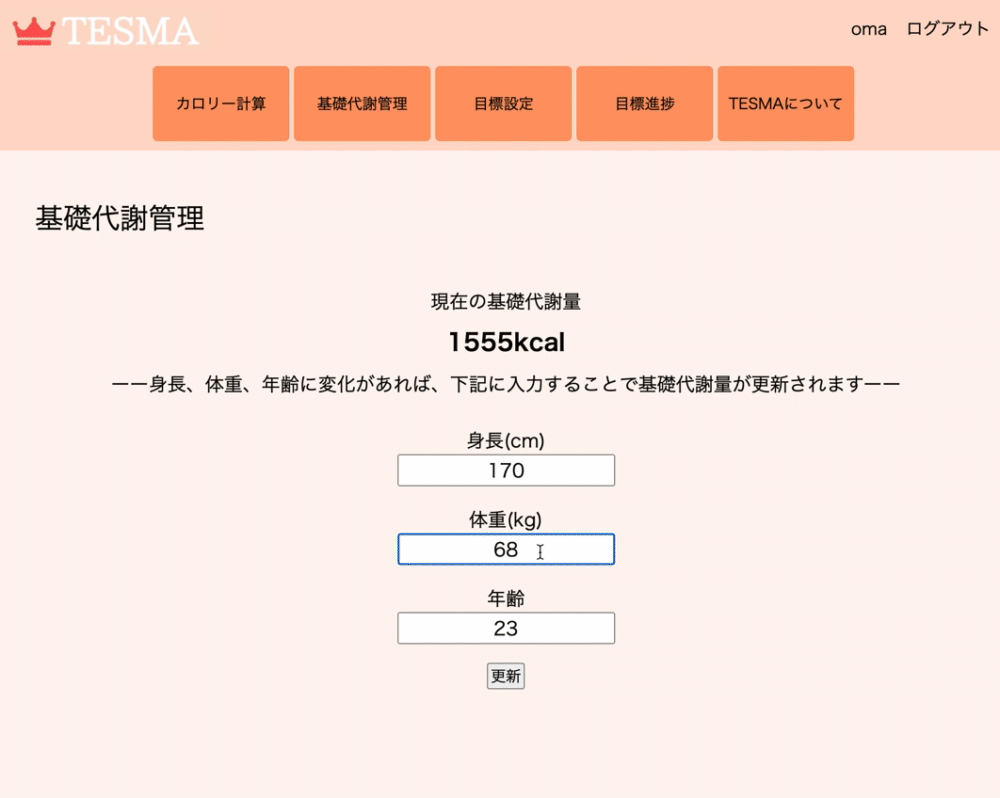 TESMA
oma ログアウト
カロリー計算 基礎代謝管理 目標設定 目標進捗 TESMAについて
基礎代謝管理
現在の基礎代謝量
1555kcal
ーー身長、体重、年齢に変化があれば、下記に入力することで基礎代謝量が更新されますーー
身長(cm)
170
体重(kg)
68
年齢
23
更新